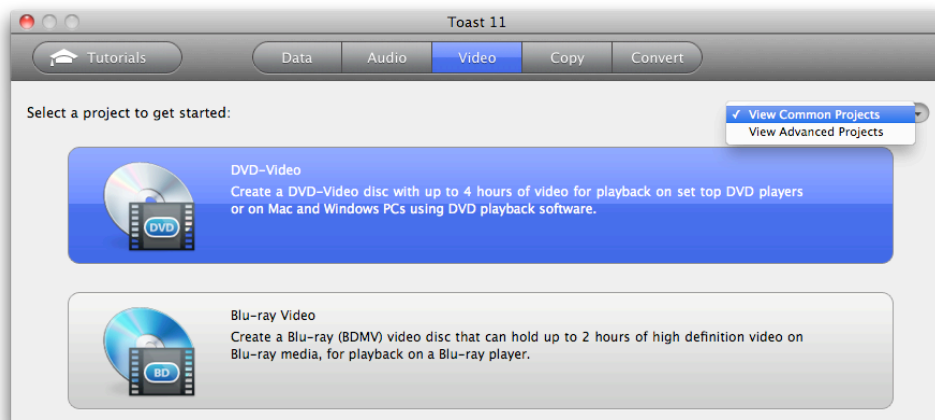 Toast 11
Tutorials
Data
Audio
Video
Copy
Convert
Select a project to get started:
✓ View Common Projects
View Advanced Projects
DVD-Video
Create a DVD-Video disc with up to 4 hours of video for playback on set top DVD players
or on Mac and Windows PCs using DVD playback software.
DVD
Blu-ray Video
Create a Blu-ray (BDMV) video disc that can hold up to 2 hours of high definition video on
Blu-ray media, for playback on a Blu-ray player.
BD